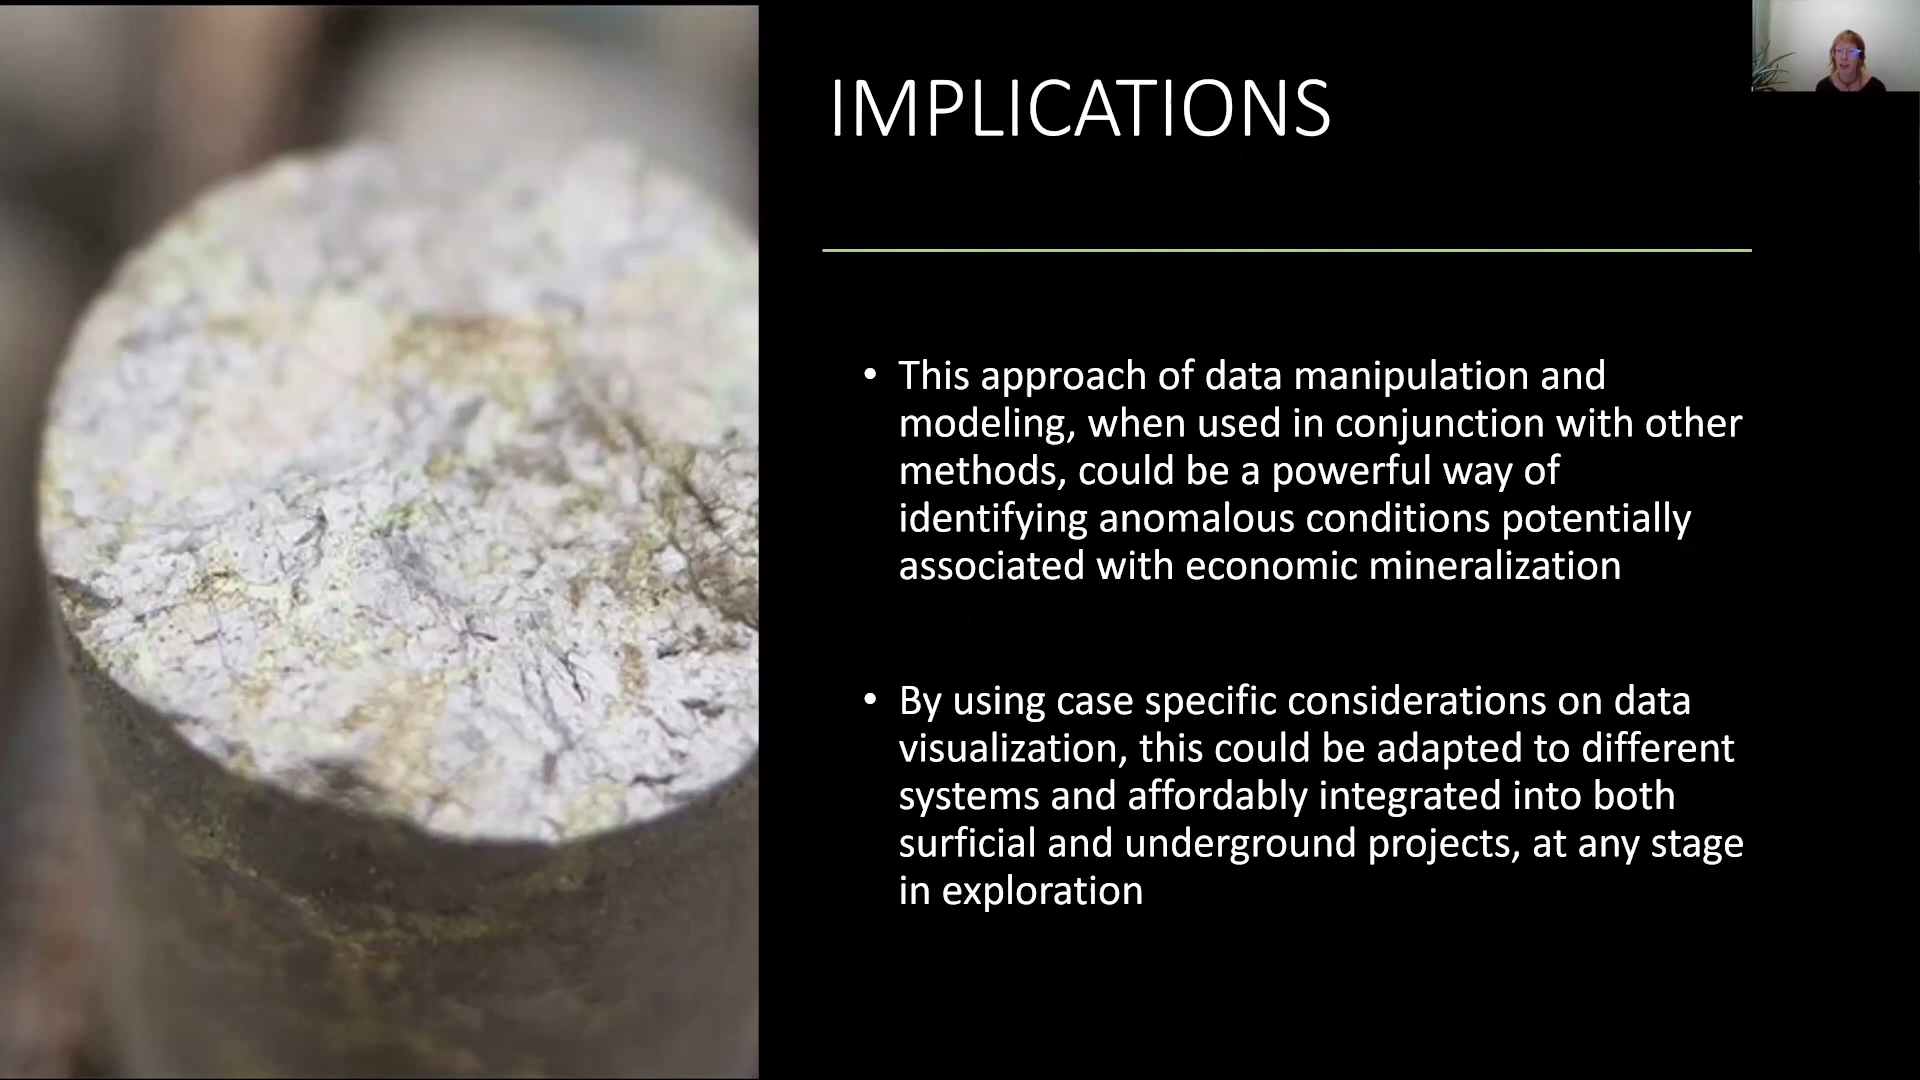 IMPLICATIONS
• This approach of data manipulation and
modeling, when used in conjunction with other
methods, could be a powerful way of
identifying anomalous conditions potentially
associated with economic mineralization
• By using case specific considerations on data
visualization, this could be adapted to different
systems and affordably integrated into both
surficial and underground projects, at any stage
in exploration